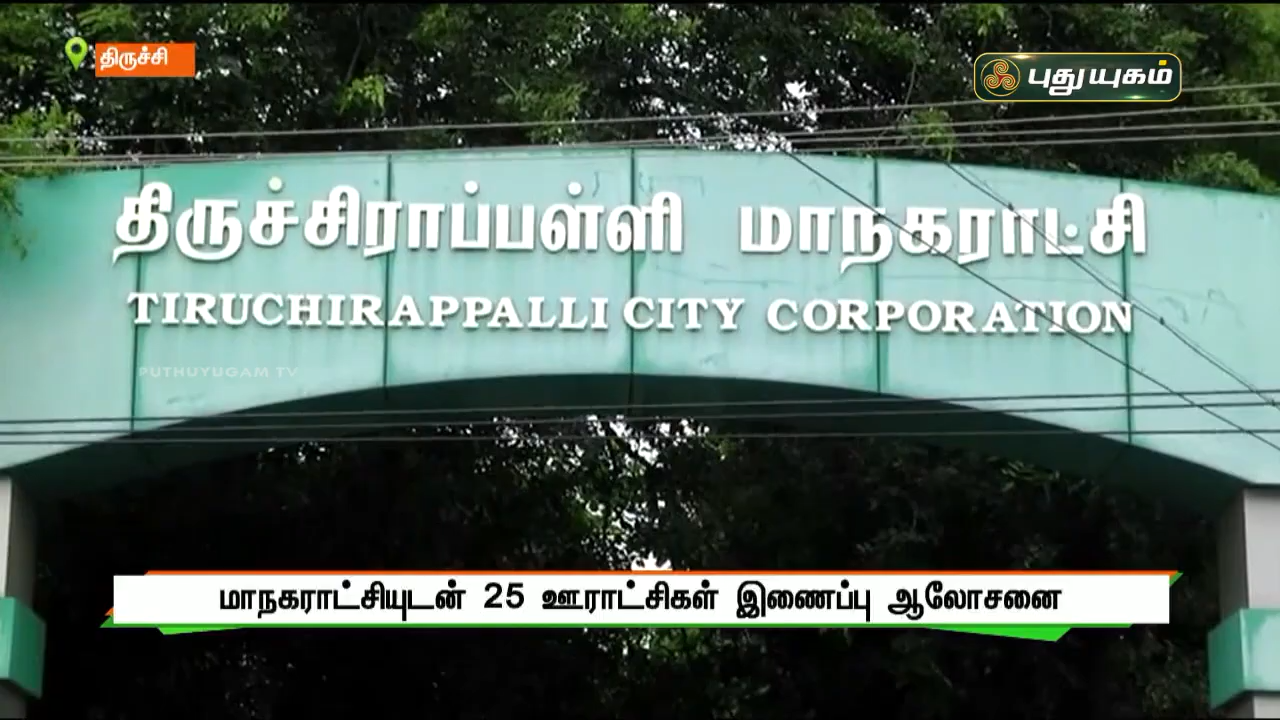 திருச்சி
புதுயுகம்
திருச்சிராப்பள்ளி மாநகராட்சி
TIRUCHIRAPPALLI CITY CORPORATION
PUTHUYUGAM TV
மாநகராட்சியுடன் 25 ஊராட்சிகள் இணைப்பு ஆலோசனை